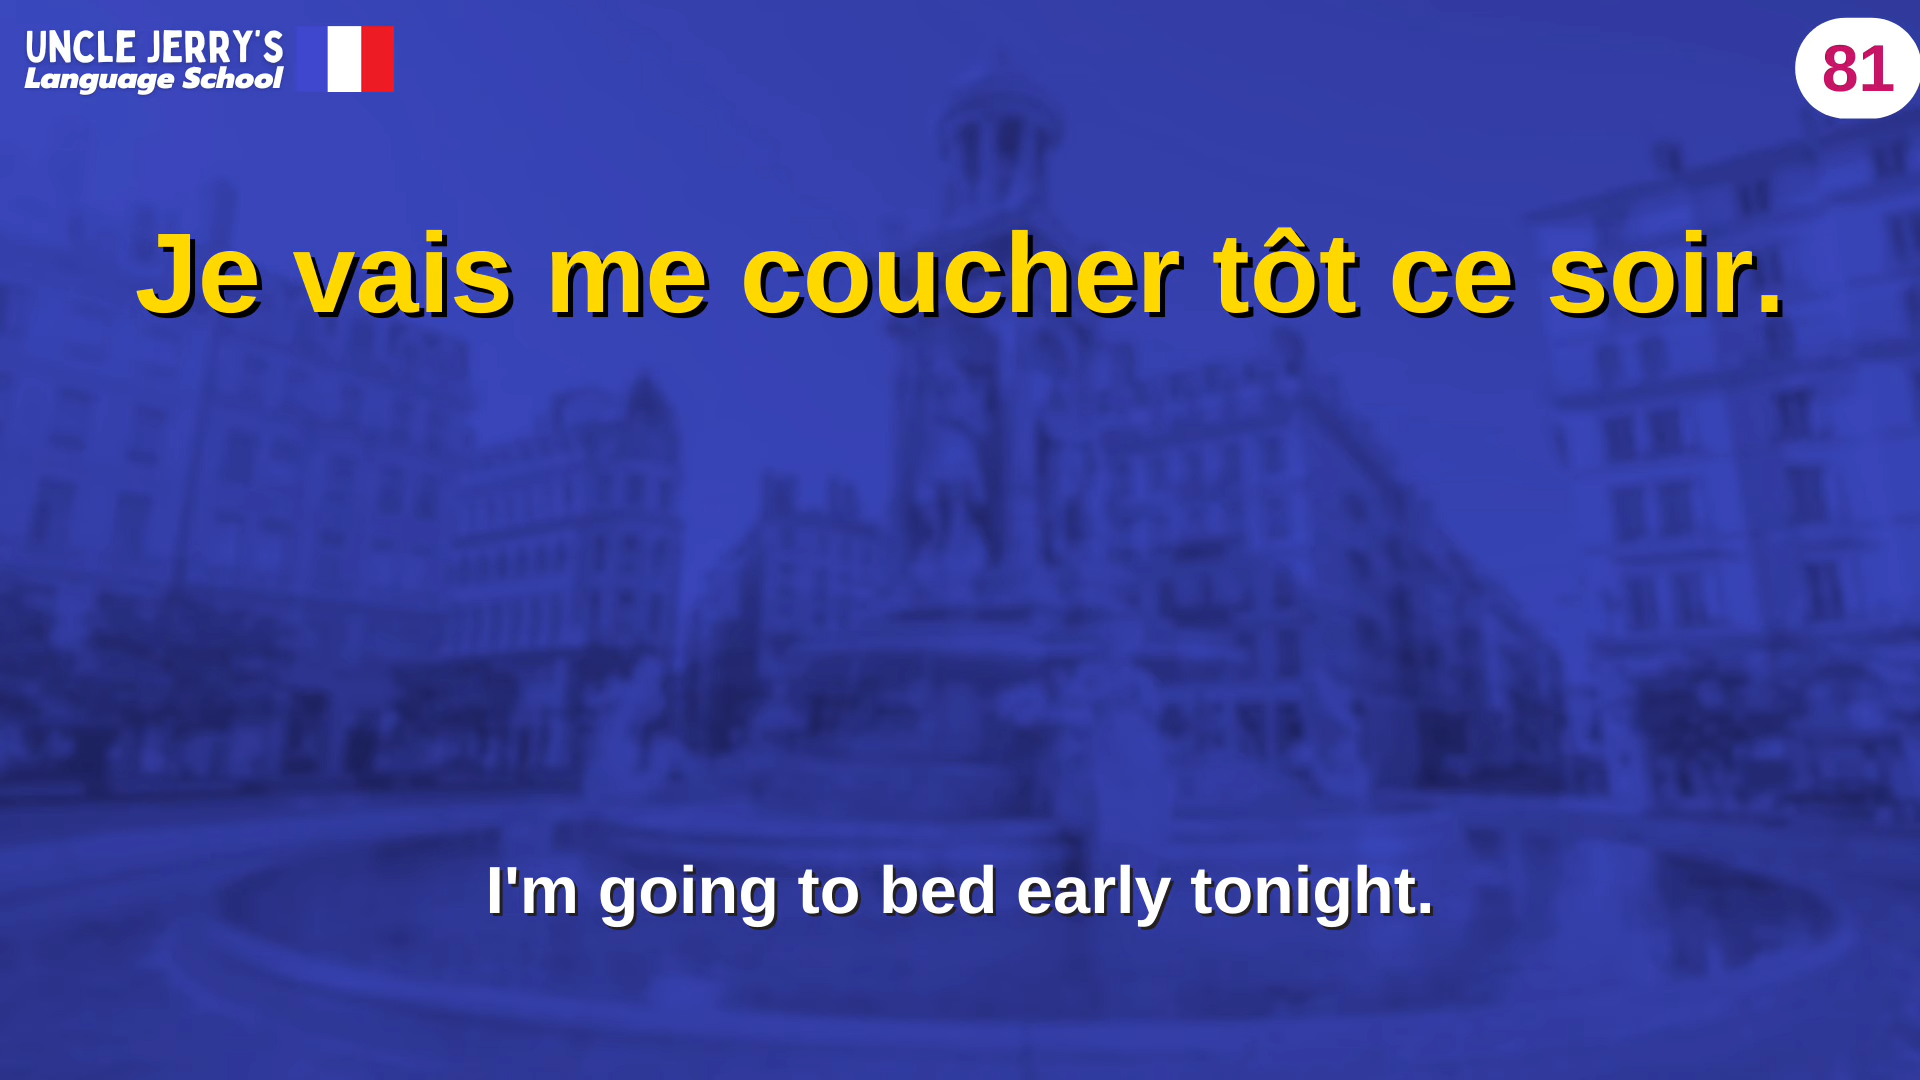 UNCLE JERRY'S
Language School
81
Je vais me coucher tôt ce soir.
I'm going to bed early tonight.